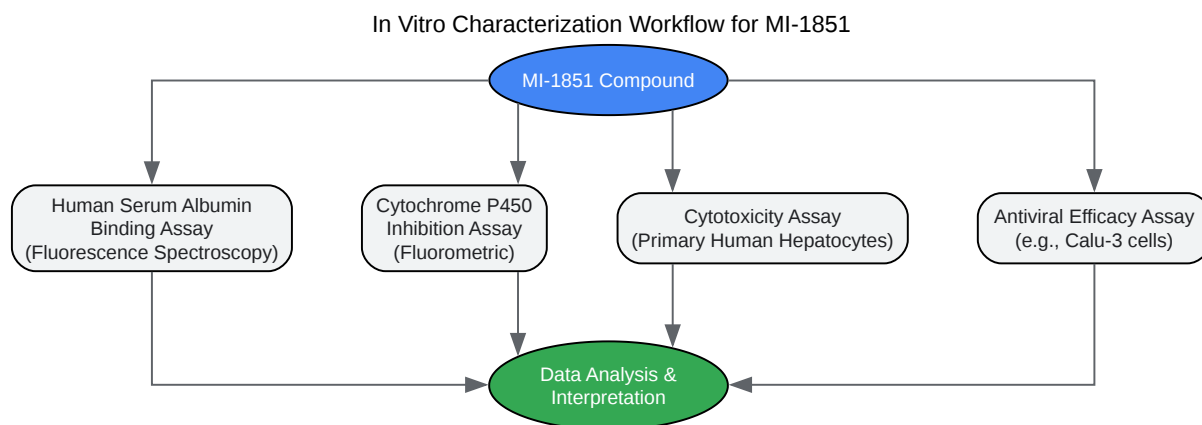 In Vitro Characterization Workflow for MI-1851
MI-1851 Compound
Human Serum Albumin
Binding Assay
(Fluorescence Spectroscopy)
Cytochrome P450
Inhibition Assay
(Fluorometric)
Cytotoxicity Assay
(Primary Human Hepatocytes)
Antiviral Efficacy Assay
(e.g., Calu-3 cells)
Data Analysis &
Interpretation